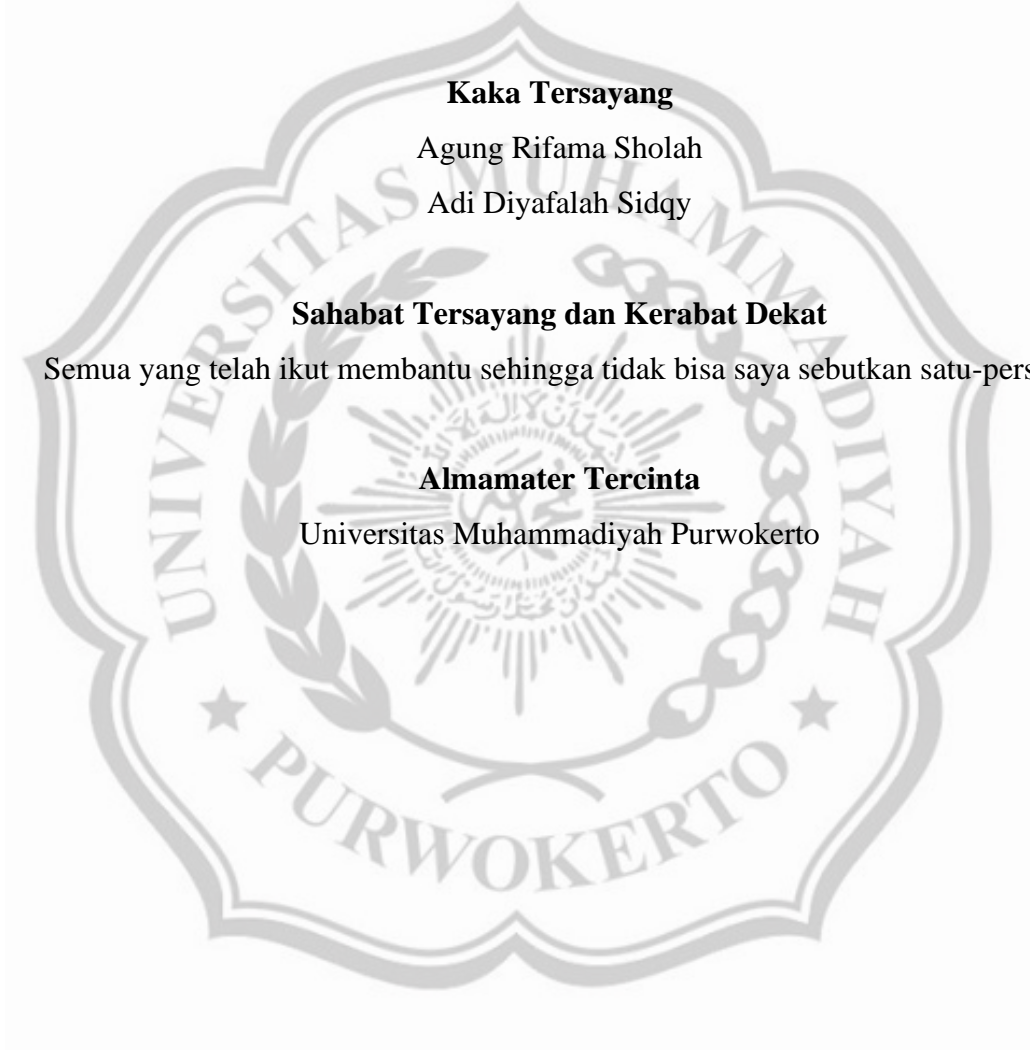 Kaka Tersayang
Agung Rifama Sholah
Adi Diyafalah Sidqy
Sahabat Tersayang dan Kerabat Dekat
Semua yang telah ikut membantu sehingga tidak bisa saya sebutkan satu-pers
Almamater Tercinta
Universitas Muhammadiyah Purwokerto
UNIVERSITAS MUHAMMADIYAH
PURWOKERTO